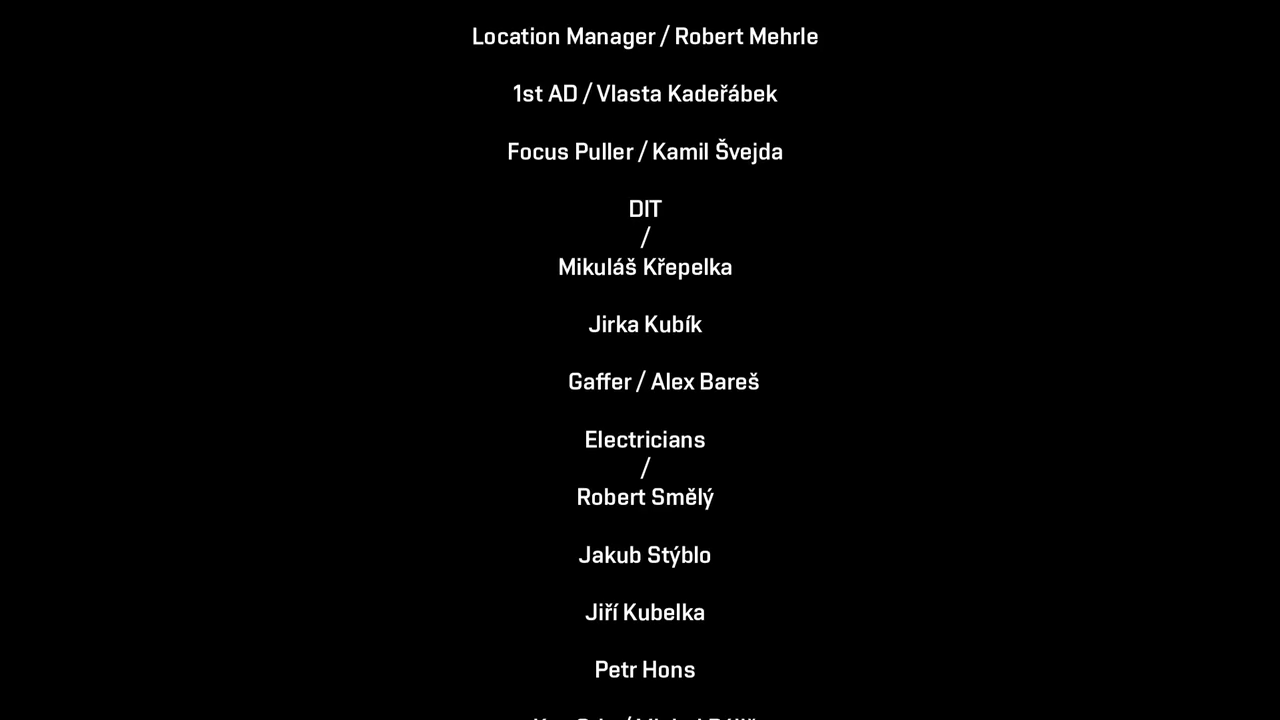 Location Manager / Robert Mehrle
1st AD / Vlasta Kadeřábek
Focus Puller / Kamil Švejda
DIT
/
Mikuláš Křepelka
Jirka Kubík
Gaffer / Alex Bareš
Electricians
/
Robert Smělý
Jakub Stýblo
Jiří Kubelka
Petr Hons